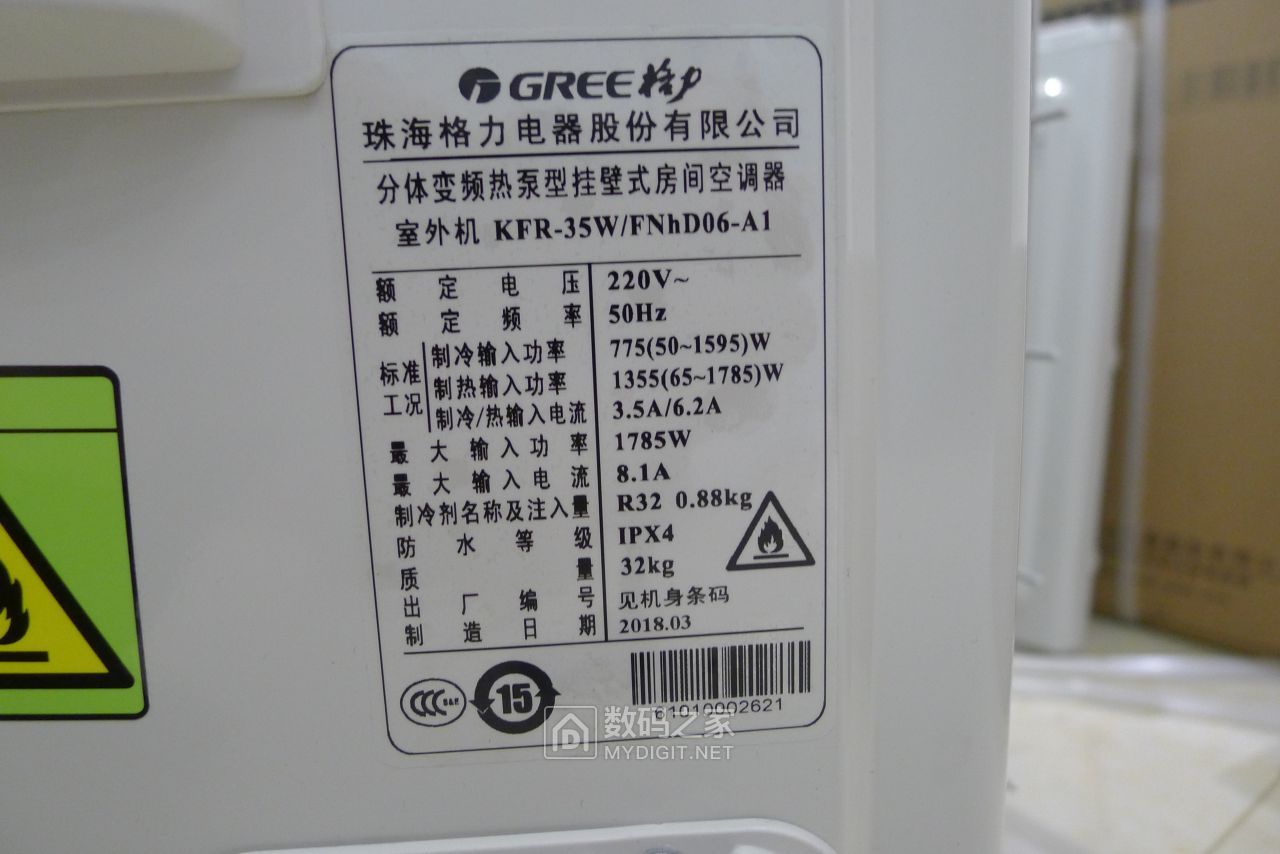 GREE格力
珠海格力电器股份有限公司
分体变频热泵型挂壁式房间空调器
室外机 KFR-35W/FNhD06-A1
额定电压 220V~
额定频率 50Hz
标准工况 制冷输入功率 775(50~1595)W
制热输入功率 1355(65~1785)W
制冷/热输入电流 3.5A/6.2A
最大输入功率 1785W
最大输入电流 8.1A
制冷剂名称及注入量 R32 0.88kg
防水等级 IPX4
质量 32kg
出厂编号 见机身条码
制造日期 2018.03
CCC S&E
15
61010002621
数码之家
MYDIGIT.NET